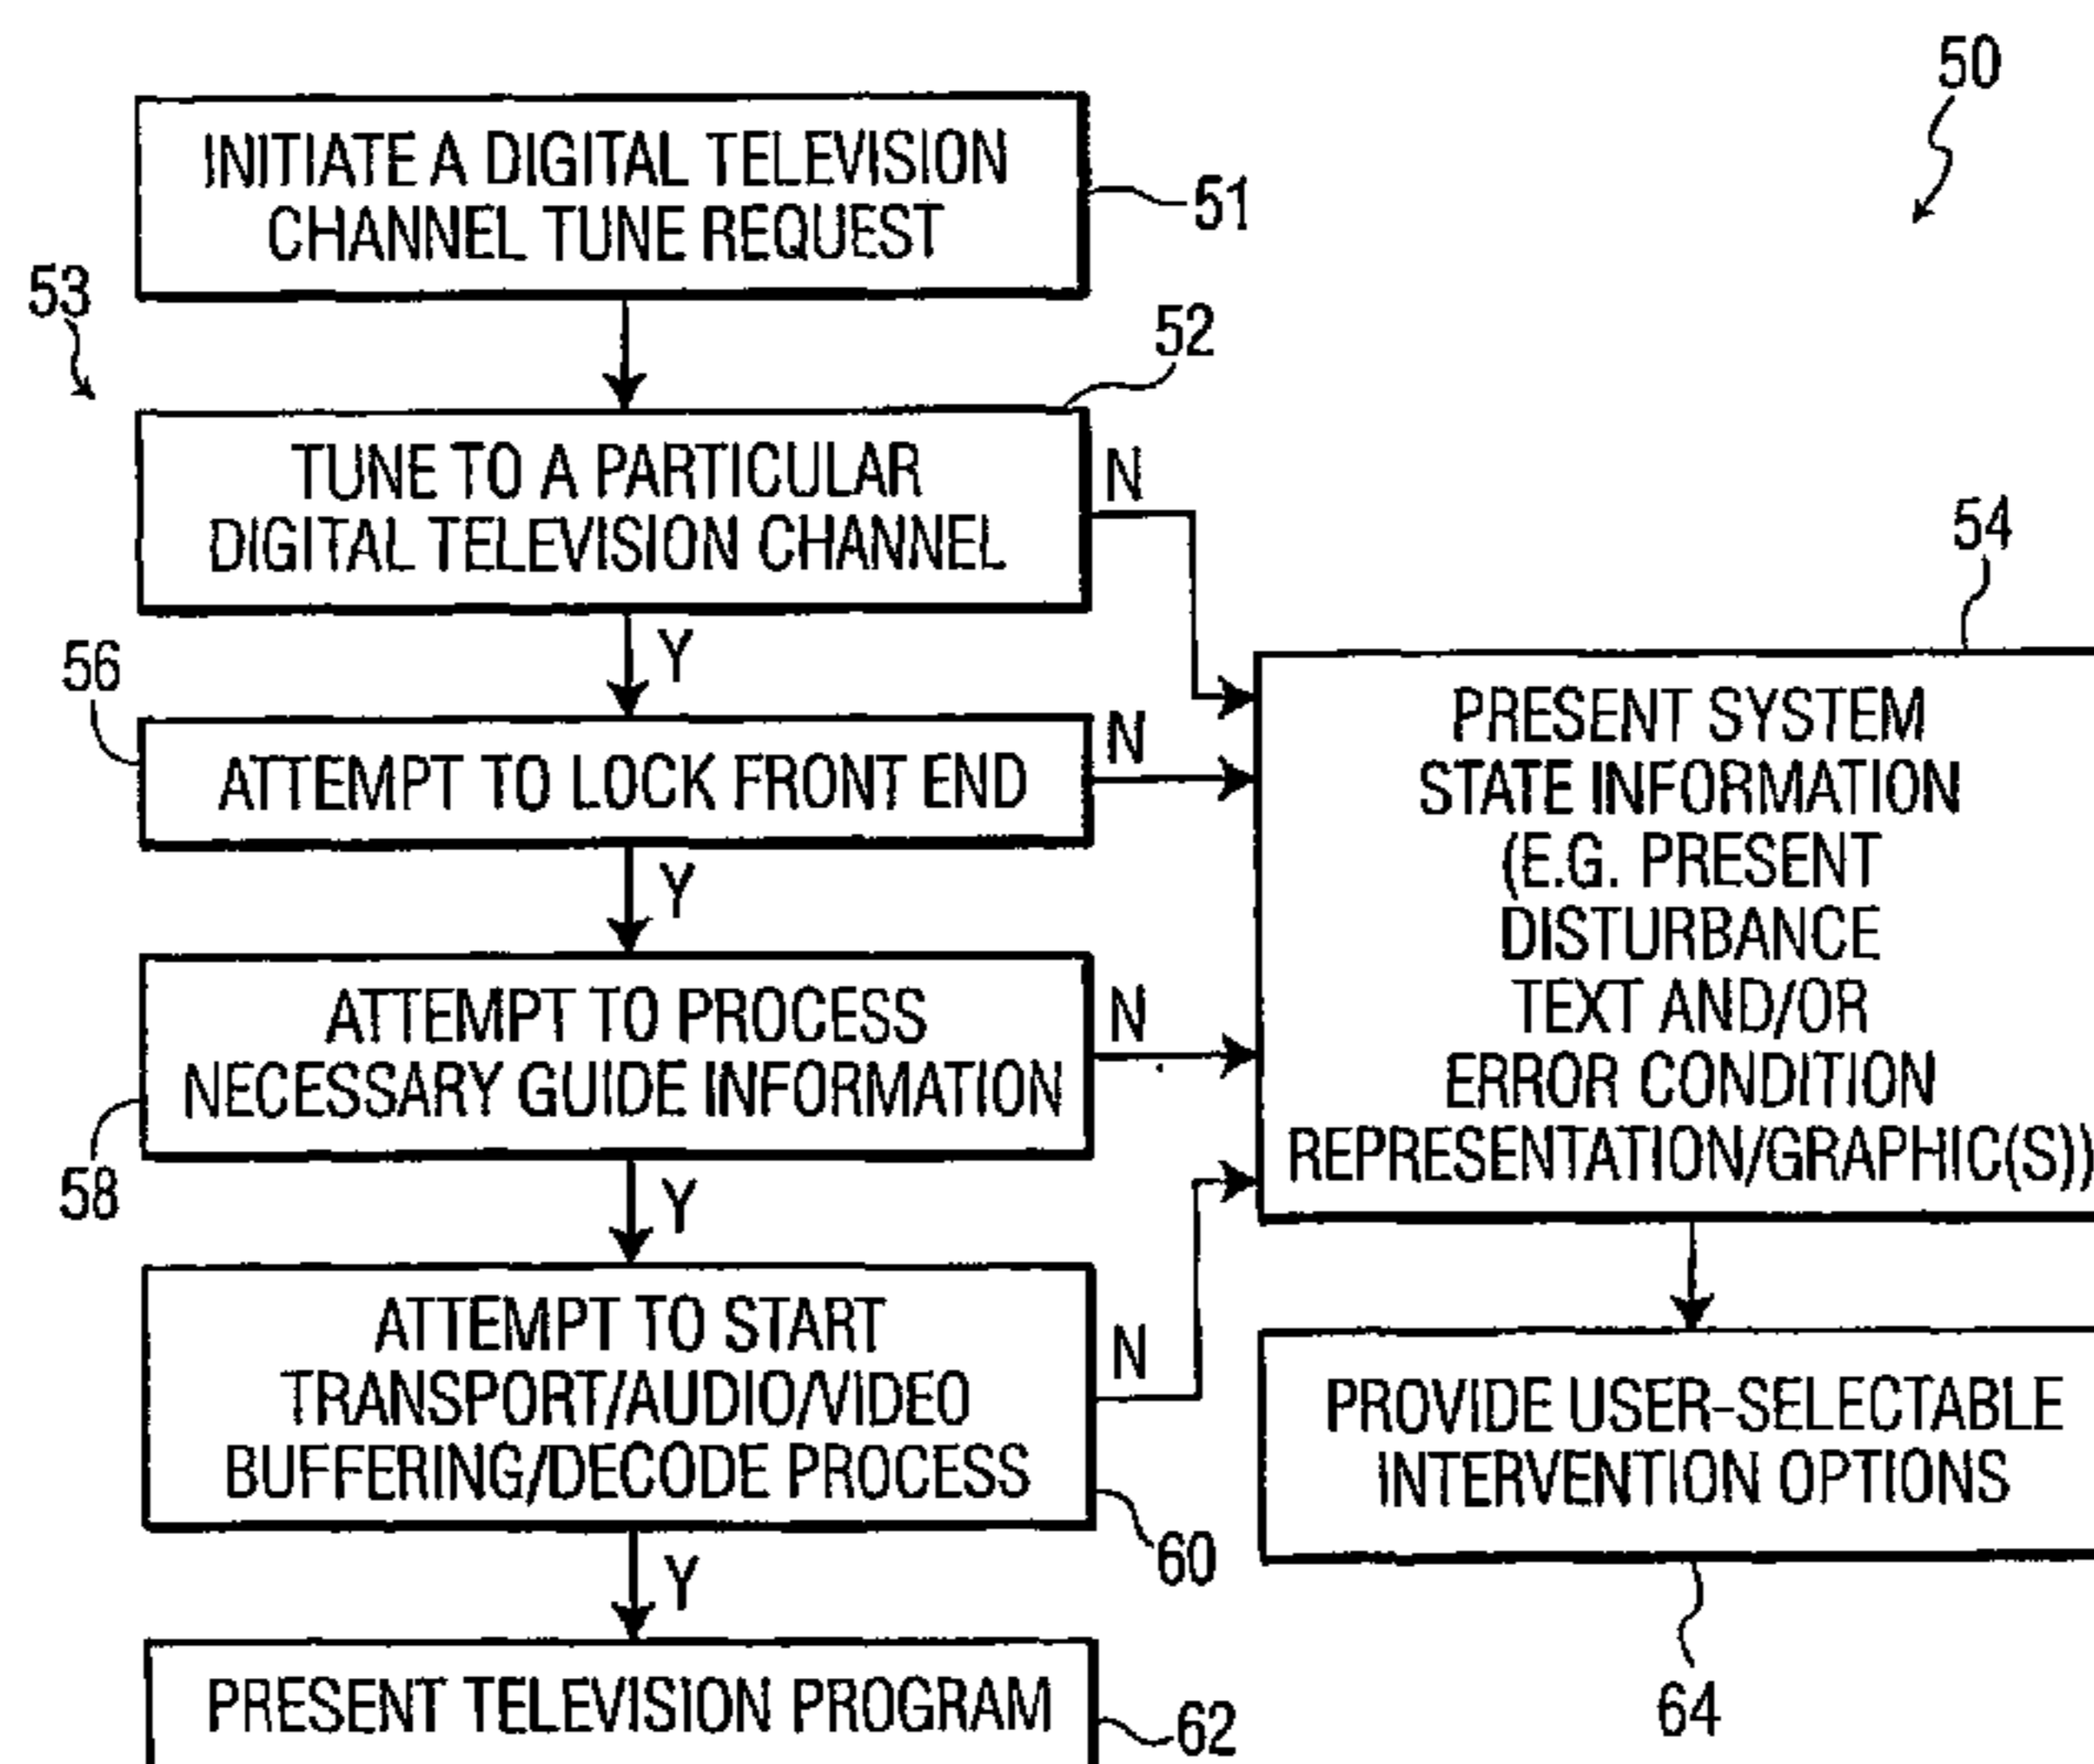 50
INITIATE A DIGITAL TELEVISION
CHANNEL TUNE REQUEST
51
53
52
TUNE TO A PARTICULAR
DIGITAL TELEVISION CHANNEL
N
Y
54
56
ATTEMPT TO LOCK FRONT END
N
Y
PRESENT SYSTEM
STATE INFORMATION
(E.G. PRESENT
DISTURBANCE
TEXT AND/OR
ERROR CONDITION
REPRESENTATION/GRAPHIC(S))
ATTEMPT TO PROCESS
NECESSARY GUIDE INFORMATION
N
58
Y
ATTEMPT TO START
TRANSPORT/AUDIO/VIDEO
BUFFERING/DECODE PROCESS
N
60
Y
PROVIDE USER-SELECTABLE
INTERVENTION OPTIONS
64
PRESENT TELEVISION PROGRAM
62